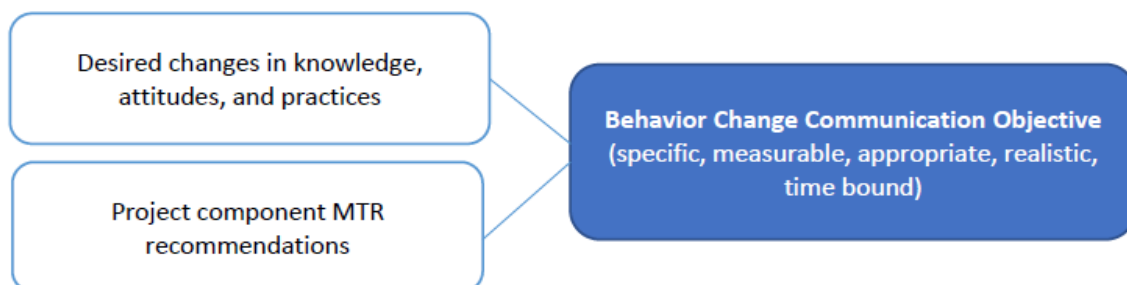 Desired changes in knowledge,
attitudes, and practices
Project component MTR
recommendations
Behavior Change Communication Objective
(specific, measurable, appropriate, realistic,
time bound)